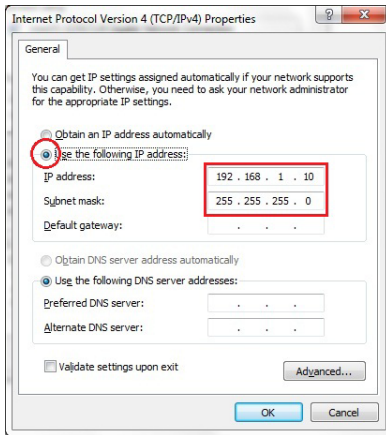 Internet Protocol Version 4 (TCP/IPv4) Properties
General
You can get IP settings assigned automatically if your network supports
this capability. Otherwise, you need to ask your network administrator
for the appropriate IP settings.
Obtain an IP address automatically
Use the following IP address:
IP address: 192 . 168 . 1 . 10
Subnet mask: 255 . 255 . 255 . 0
Default gateway: . . .
Obtain DNS server address automatically
Use the following DNS server addresses:
Preferred DNS server: . . .
Alternate DNS server: . . .
Validate settings upon exit
Advanced...
OK Cancel